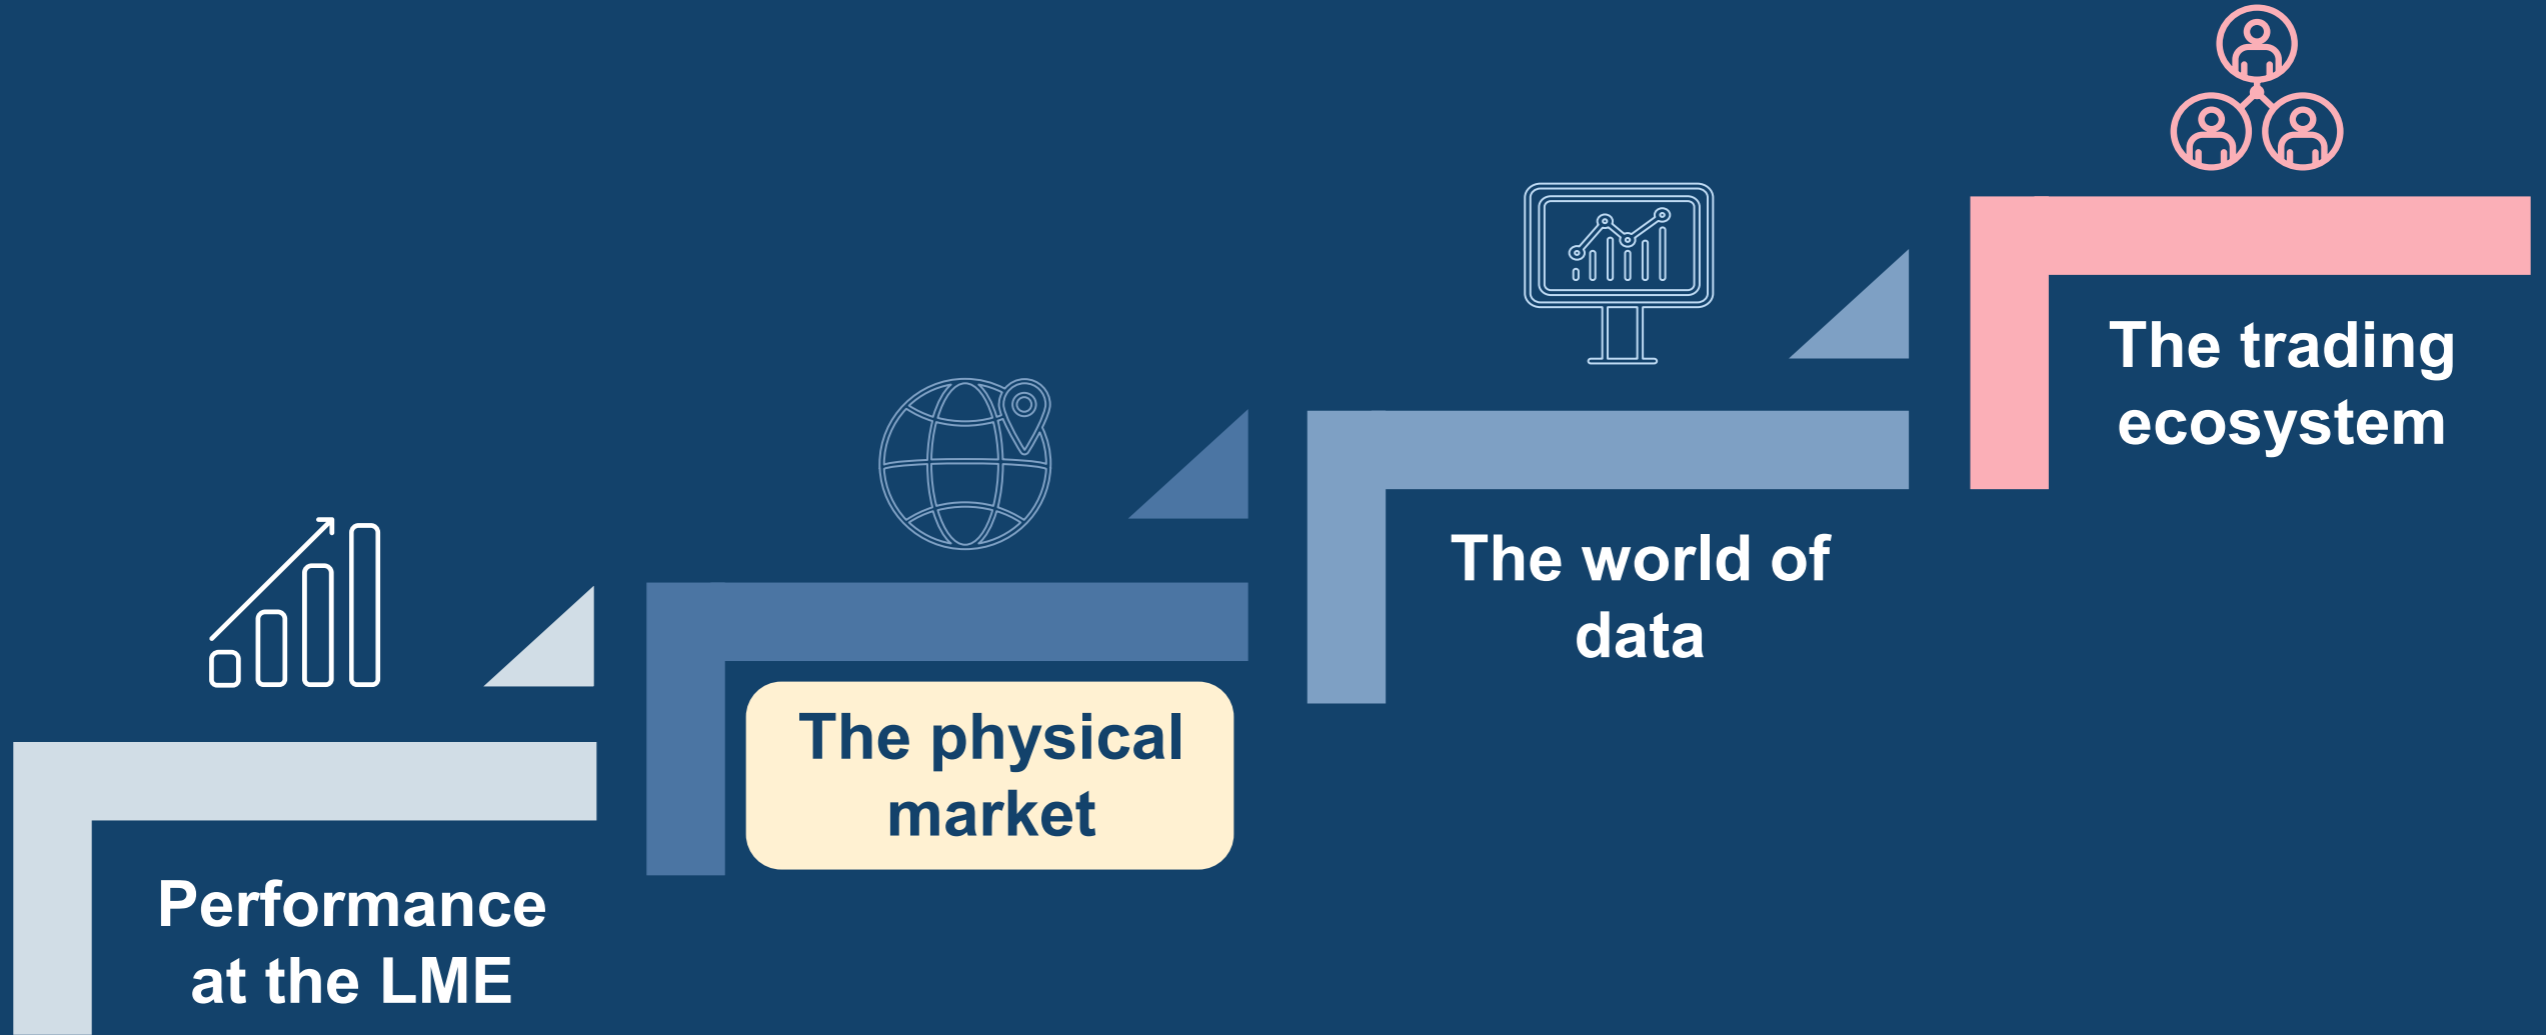 Performance
at the LME
The physical
market
The world of
data
The trading
ecosystem